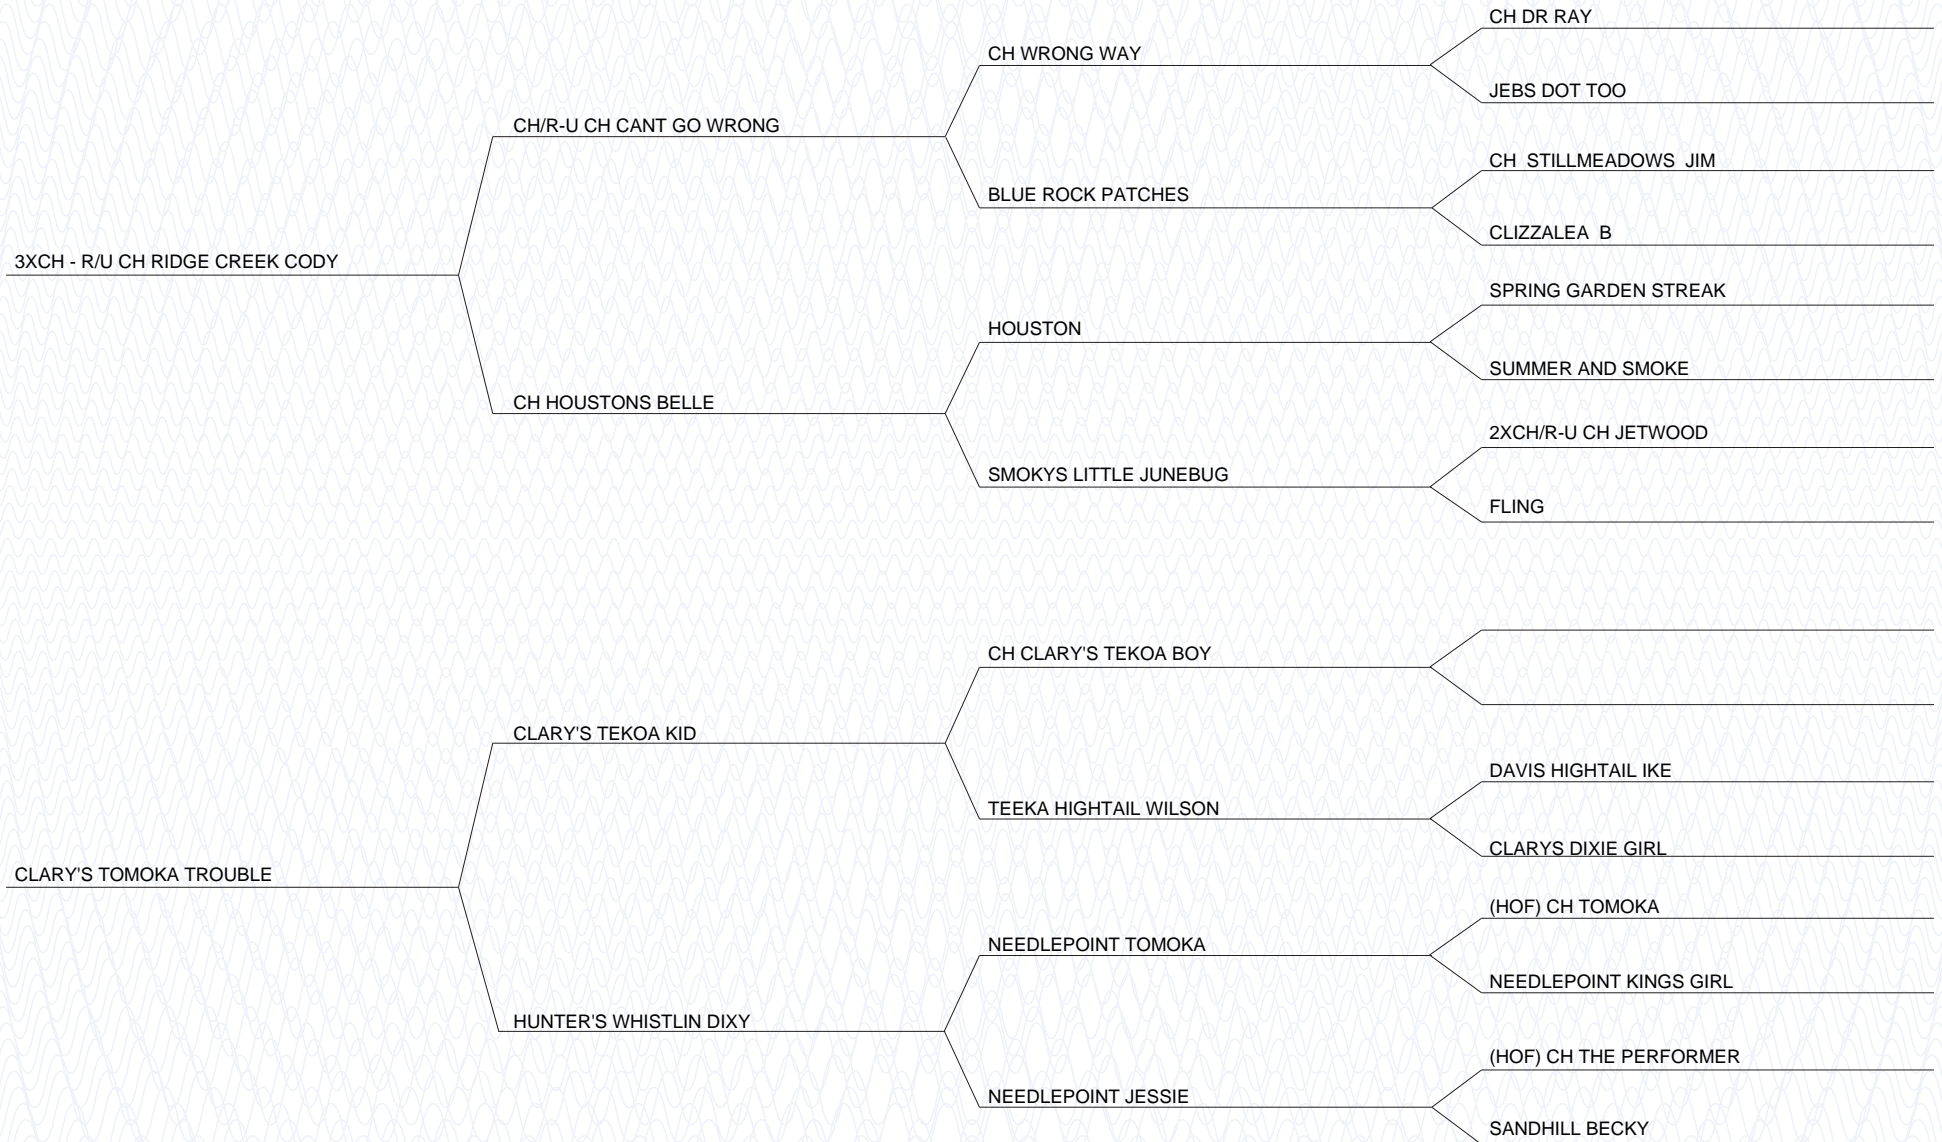 CH DR RAY
CH WRONG WAY
JEBS DOT TOO
CH/R-U CH CANT GO WRONG
CH  STILLMEADOWS  JIM
BLUE ROCK PATCHES
CLIZZALEA  B
3XCH - R/U CH RIDGE CREEK CODY
SPRING GARDEN STREAK
HOUSTON
SUMMER AND SMOKE
CH HOUSTONS BELLE
2XCH/R-U CH JETWOOD
SMOKYS LITTLE JUNEBUG
FLING
CH CLARY'S TEKOA BOY
CLARY'S TEKOA KID
DAVIS HIGHTAIL IKE
TEEKA HIGHTAIL WILSON
CLARYS DIXIE GIRL
CLARY'S TOMOKA TROUBLE
(HOF) CH TOMOKA
NEEDLEPOINT TOMOKA
NEEDLEPOINT KINGS GIRL
HUNTER'S WHISTLIN DIXY
(HOF) CH THE PERFORMER
NEEDLEPOINT JESSIE
SANDHILL BECKY